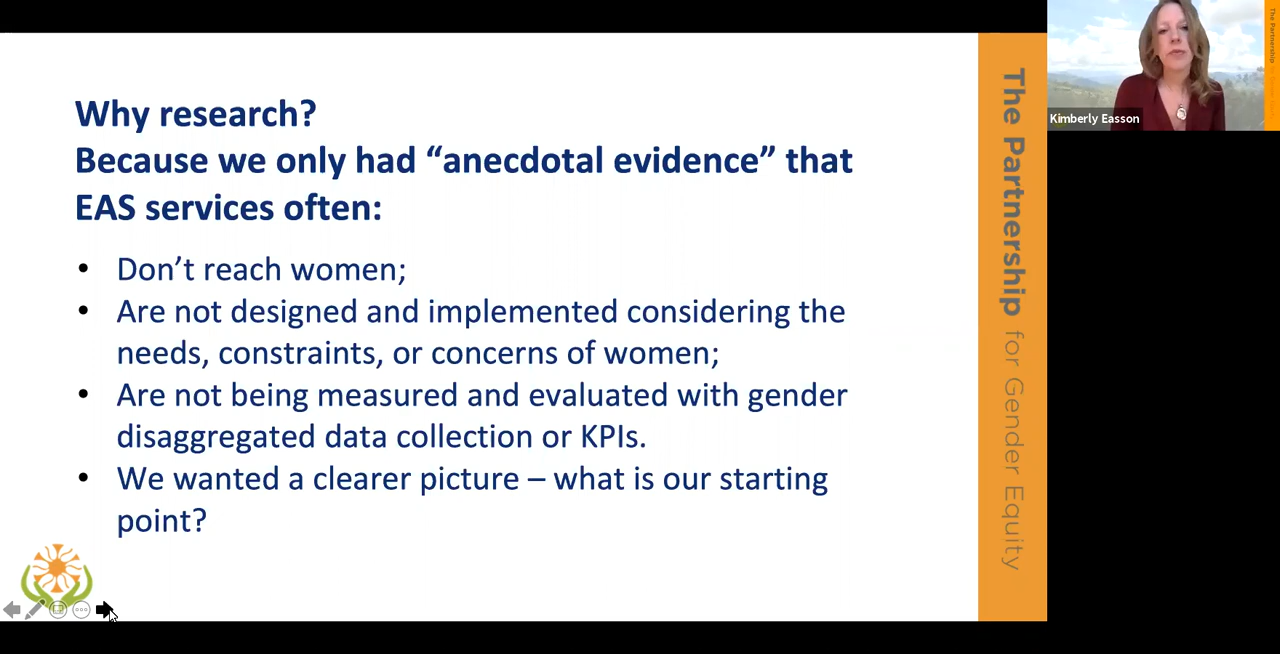 Why research?
Because we only had “anecdotal evidence” that
EAS services often:
• Don’t reach women;
• Are not designed and implemented considering the
needs, constraints, or concerns of women;
• Are not being measured and evaluated with gender
disaggregated data collection or KPIs.
• We wanted a clearer picture – what is our starting
point?
The Partnership for Gender Equity
Kimberly Easson
The Partnership